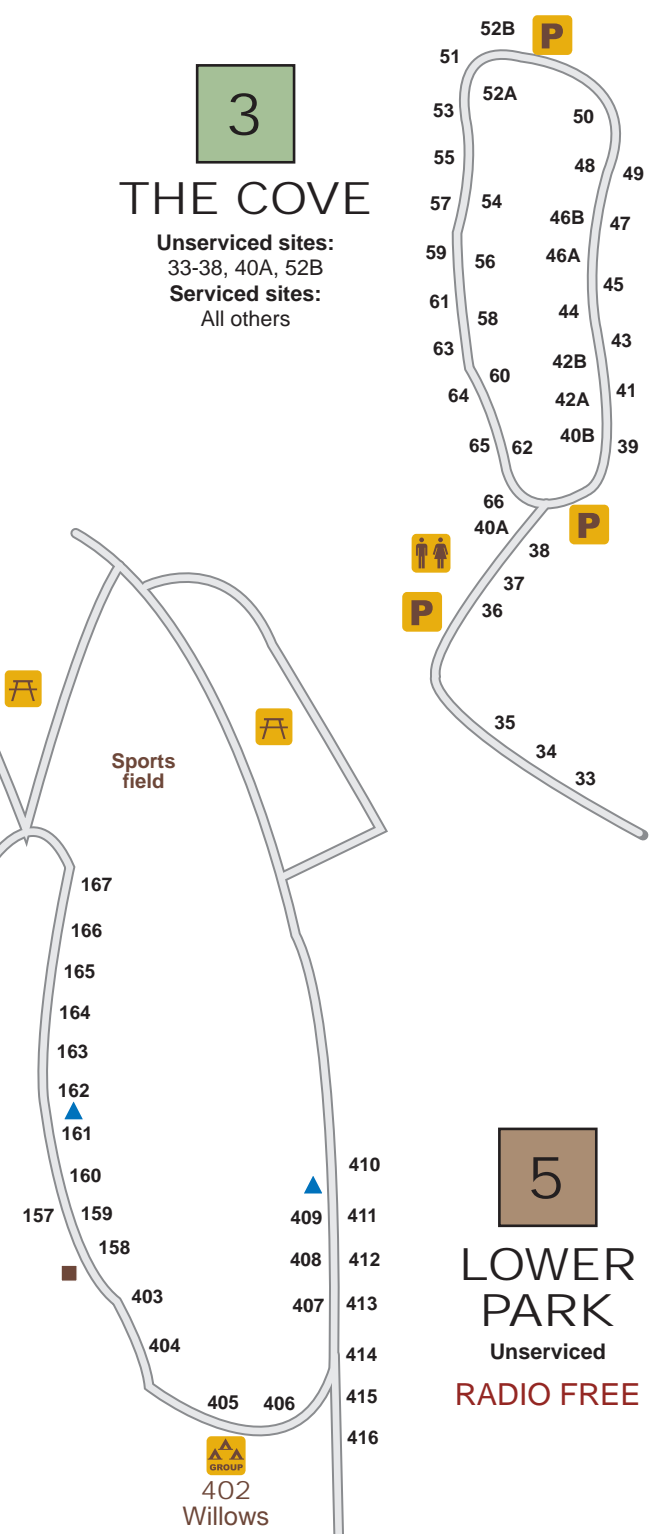 52B
P
51
3
52A
53
50
55
48
49
THE COVE
57
54
46B
47
Unserviced sites:
33-38, 40A, 52B
Serviced sites:
All others
59
56
46A
45
61
58
44
43
63
60
42B
41
64
42A
65
62
40B
39
66
40A
P
38
37
P
36
35
34
33
Sports
field
167
166
165
164
163
162
161
160
157
159
158
403
404
405
406
410
409
411
408
412
407
413
414
415
416
5
LOWER
PARK
Unserviced
RADIO FREE
GROUP
402
Willows